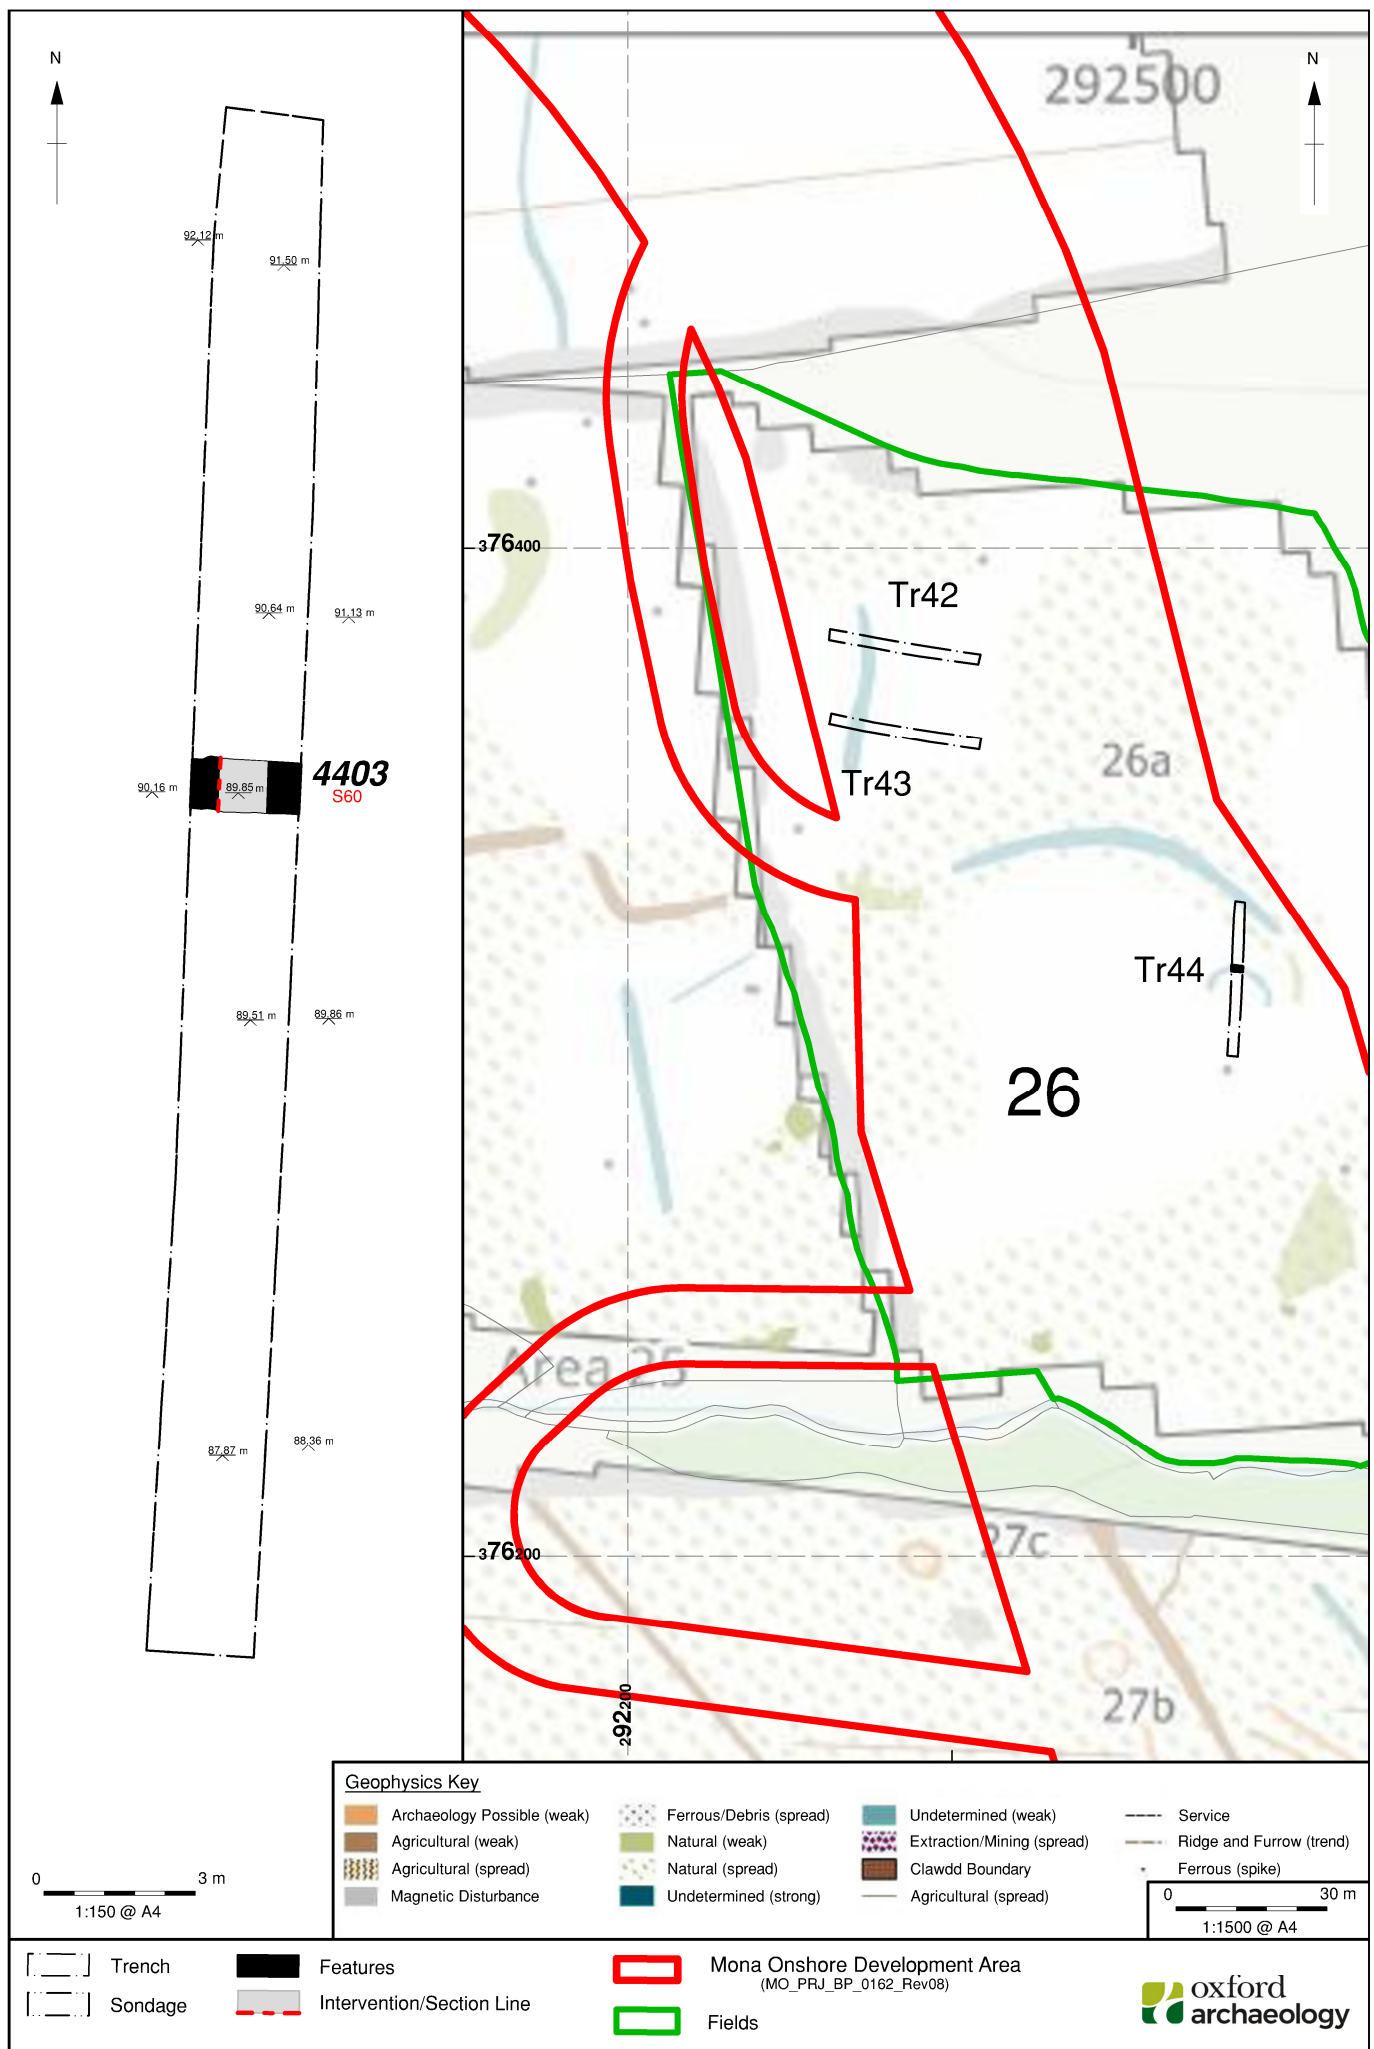 N
92.12 m
91.50 m
90.64 m
91.13 m
4403
S60
90.16 m
89.85 m
89.51 m
89.86 m
87.87 m
88.36 m
0 3 m
1:150 @ A4
N
292500
376400
Tr42
26a
Tr43
Tr44
26
Area 25
27c
376200
27b
292200
Geophysics Key
Archaeology Possible (weak)
Agricultural (weak)
Agricultural (spread)
Magnetic Disturbance
Ferrous/Debris (spread)
Natural (weak)
Natural (spread)
Undetermined (strong)
Undetermined (weak)
Extraction/Mining (spread)
Clawdd Boundary
Agricultural (spread)
Service
Ridge and Furrow (trend)
Ferrous (spike)
0 30 m
1:1500 @ A4
Trench
Sondage
Features
Intervention/Section Line
Mona Onshore Development Area
(MO_PRJ_BP_0162_Rev08)
Fields
oxford
archaeology